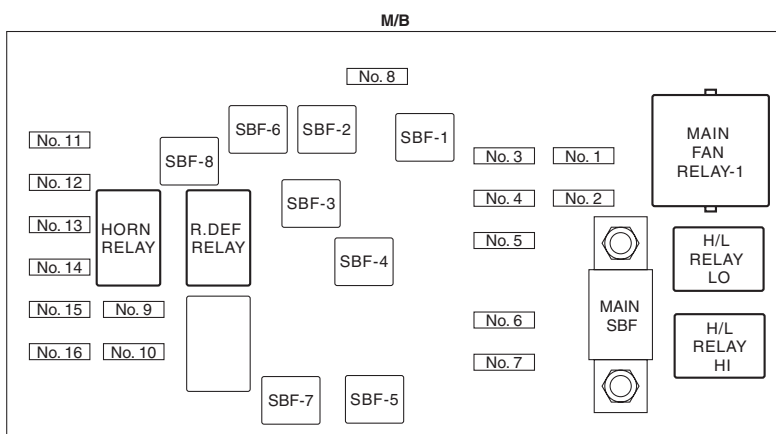 M/B
No. 8
SBF-6
SBF-2
SBF-1
No. 11
SBF-8
No. 3
No. 1
MAIN
FAN
RELAY-1
No. 12
SBF-3
No. 4
No. 2
No. 13
HORN
RELAY
R.DEF
RELAY
No. 5
H/L
RELAY
LO
No. 14
SBF-4
No. 15
No. 9
MAIN
SBF
No. 6
H/L
RELAY
HI
No. 16
No. 10
No. 7
SBF-7
SBF-5